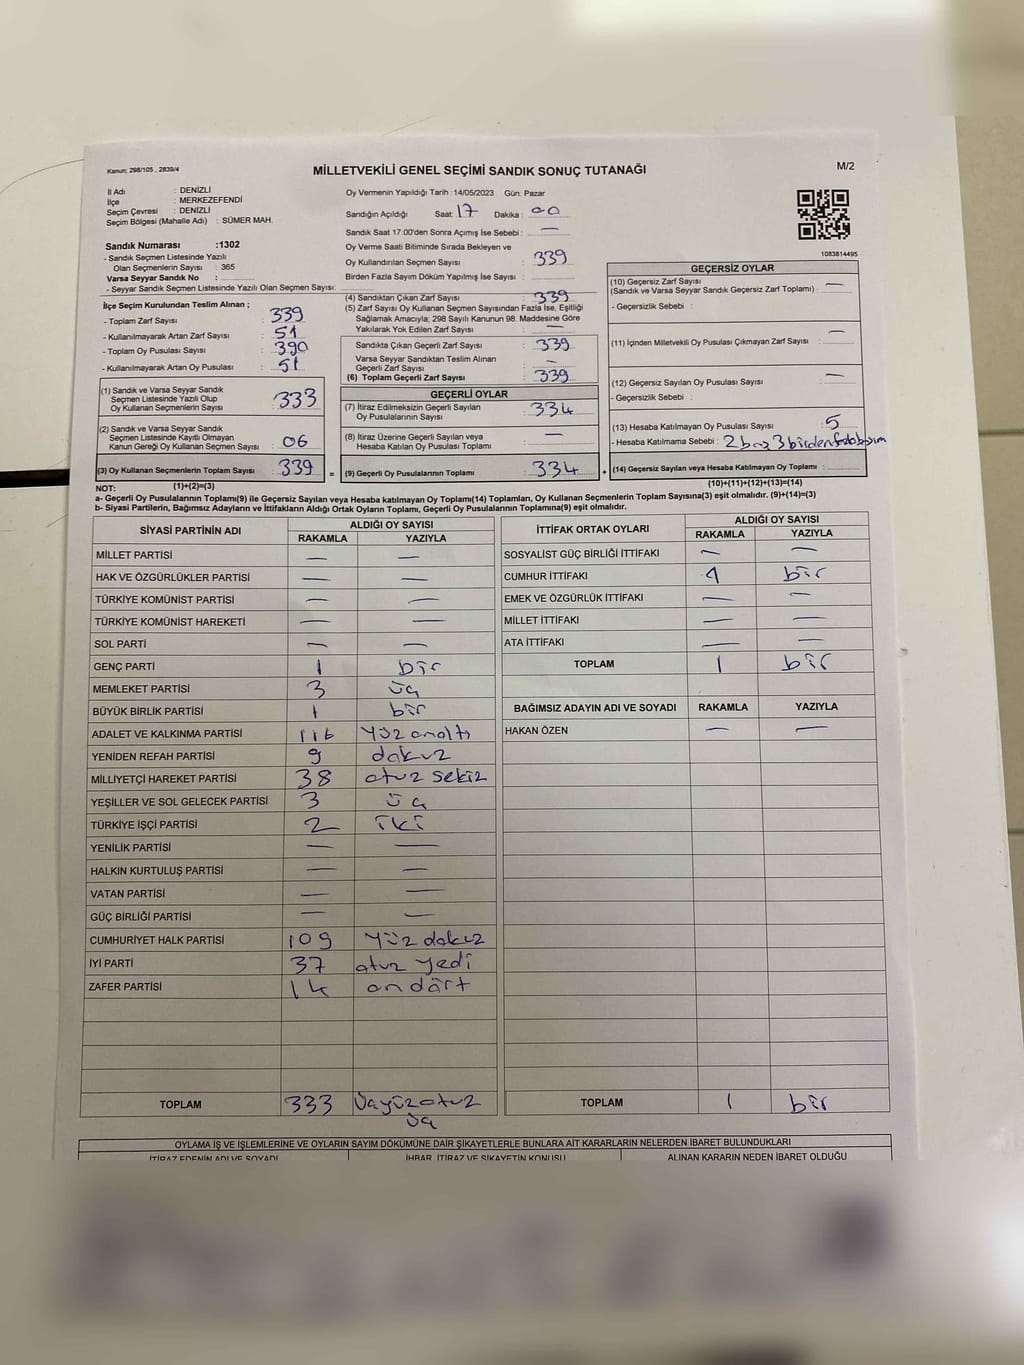 Kanun; 298/105 , 2839/4
MİLLETVEKİLİ GENEL SEÇİMİ SANDIK SONUÇ TUTANAĞI
M/2
İl Adı : DENİZLİ
İlçe : MERKEZEFENDİ
Seçim Çevresi : DENİZLİ
Seçim Bölgesi (Mahalle Adı) : SÜMER MAH.
Sandık Numarası :1302
- Sandık Seçmen Listesinde Yazılı
Olan Seçmenlerin Sayısı : 365
Varsa Seyyar Sandık No :
- Seyyar Sandık Seçmen Listesinde Yazılı Olan Seçmen Sayısı:
İlçe Seçim Kurulundan Teslim Alınan ;
- Toplam Zarf Sayısı : 339
- Kullanılmayarak Artan Zarf Sayısı : 51
- Toplam Oy Pusulası Sayısı : 390
- Kullanılmayarak Artan Oy Pusulası : 51
(1) Sandık ve Varsa Seyyar Sandık
Seçmen Listesinde Yazılı Olup
Oy Kullanan Seçmenlerin Sayısı : 333
(2) Sandık ve Varsa Seyyar Sandık
Seçmen Listesinde Kayıtlı Olmayan
Kanun Gereği Oy Kullanan Seçmen Sayısı : 06
(3) Oy Kullanan Seçmenlerin Toplam Sayısı : 339
(1)+(2)=(3)
Oy Vermenin Yapıldığı Tarih :14/05/2023 Gün: Pazar
Sandığın Açıldığı Saat: 17 Dakika : 00
Sandık Saat 17:00'den Sonra Açımış İse Sebebi : —
Oy Verme Saati Bitiminde Sırada Bekleyen ve
Oy Kullandırılan Seçmen Sayısı : 339
Birden Fazla Sayım Döküm Yapılmış İse Sayısı :
(4) Sandıktan Çıkan Zarf Sayısı : 339
(5) Zarf Sayısı Oy Kullanan Seçmen Sayısından Fazla İse, Eşitliği
Sağlamak Amacıyla; 298 Sayılı Kanunun 98. Maddesine Göre
Yakılarak Yok Edilen Zarf Sayısı : —
Sandıkta Çıkan Geçerli Zarf Sayısı : 339
Varsa Seyyar Sandıktan Teslim Alınan
Geçerli Zarf Sayısı : —
(6) Toplam Geçerli Zarf Sayısı : 339
GEÇERLİ OYLAR
(7) İtiraz Edilmeksizin Geçerli Sayılan
Oy Pusulalarının Sayısı : 334
(8) İtiraz Üzerine Geçerli Sayılan veya
Hesaba Katılan Oy Pusulası Sayısı : —
= (9) Geçerli Oy Pusulalarının Toplamı : 334 +
1083814495
GEÇERSİZ OYLAR
(10) Geçersiz Zarf Sayısı
(Sandık ve Varsa Seyyar Sandık Geçersiz Zarf Toplamı) : —
- Geçersizlik Sebebi :
(11) İçinden Milletvekili Oy Pusulası Çıkmayan Zarf Sayısı : —
(12) Geçersiz Sayılan Oy Pusulası Sayısı : —
- Geçersizlik Sebebi :
(13) Hesaba Katılmayan Oy Pusulası Sayısı : 5
- Hesaba Katılmama Sebebi : 2 boş 3 birden
(14) Geçersiz Sayılan veya Hesaba Katılmayan Oy Toplamı :
(10)+(11)+(12)+(13)=(14)
NOT:
a- Geçerli Oy Pusulalarının Toplamı(9) ile Geçersiz Sayılan veya Hesaba katılmayan Oy Toplamı(14) Toplamları, Oy Kullanan Seçmenlerin Toplam Sayısına(3) eşit olmalıdır. (9)+(14)=(3)
b- Siyasi Partilerin, Bağımsız Adayların ve İttifakların Aldığı Ortak Oyların Toplamı, Geçerli Oy Pusulalarının Toplamına(9) eşit olmalıdır.
SİYASİ PARTİNİN ADI ALDIĞI OY SAYISI
RAKAMLA YAZIYLA
MİLLET PARTİSİ — —
HAK VE ÖZGÜRLÜKLER PARTİSİ — —
TÜRKİYE KOMÜNİST PARTİSİ — —
TÜRKİYE KOMÜNİST HAREKETİ — —
SOL PARTİ — —
GENÇ PARTİ 1 bir
MEMLEKET PARTİSİ 3 üç
BÜYÜK BİRLİK PARTİSİ 1 bir
ADALET VE KALKINMA PARTİSİ 116 Yüz onaltı
YENİDEN REFAH PARTİSİ 9 dokuz
MİLLİYETÇİ HAREKET PARTİSİ 38 otuz sekiz
YEŞİLLER VE SOL GELECEK PARTİSİ 3 üç
TÜRKİYE İŞÇİ PARTİSİ 2 iki
YENİLİK PARTİSİ — —
HALKIN KURTULUŞ PARTİSİ — —
VATAN PARTİSİ — —
GÜÇ BİRLİĞİ PARTİSİ — —
CUMHURİYET HALK PARTİSİ 109 Yüz dokuz
İYİ PARTİ 37 otuz yedi
ZAFER PARTİSİ 14 on dört
TOPLAM 333 Üçyüz otuz
üç
İTTİFAK ORTAK OYLARI ALDIĞI OY SAYISI
RAKAMLA YAZIYLA
SOSYALİST GÜÇ BİRLİĞİ İTTİFAKI — —
CUMHUR İTTİFAKI 1 bir
EMEK VE ÖZGÜRLÜK İTTİFAKI — —
MİLLET İTTİFAKI — —
ATA İTTİFAKI — —
TOPLAM 1 bir
BAĞIMSIZ ADAYIN ADI VE SOYADI RAKAMLA YAZIYLA
HAKAN ÖZEN — —
TOPLAM 1 bir
OYLAMA İŞ VE İŞLEMLERİNE VE OYLARIN SAYIM DÖKÜMÜNE DAİR ŞİKAYETLERLE BUNLARA AİT KARARLARIN NELERDEN İBARET BULUNDUKLARI
İTİRAZ EDENİN ADI VE SOYADI İHBAR, İTİRAZ VE ŞİKAYETİN KONUSU ALINAN KARARIN NEDEN İBARET OLDUĞU